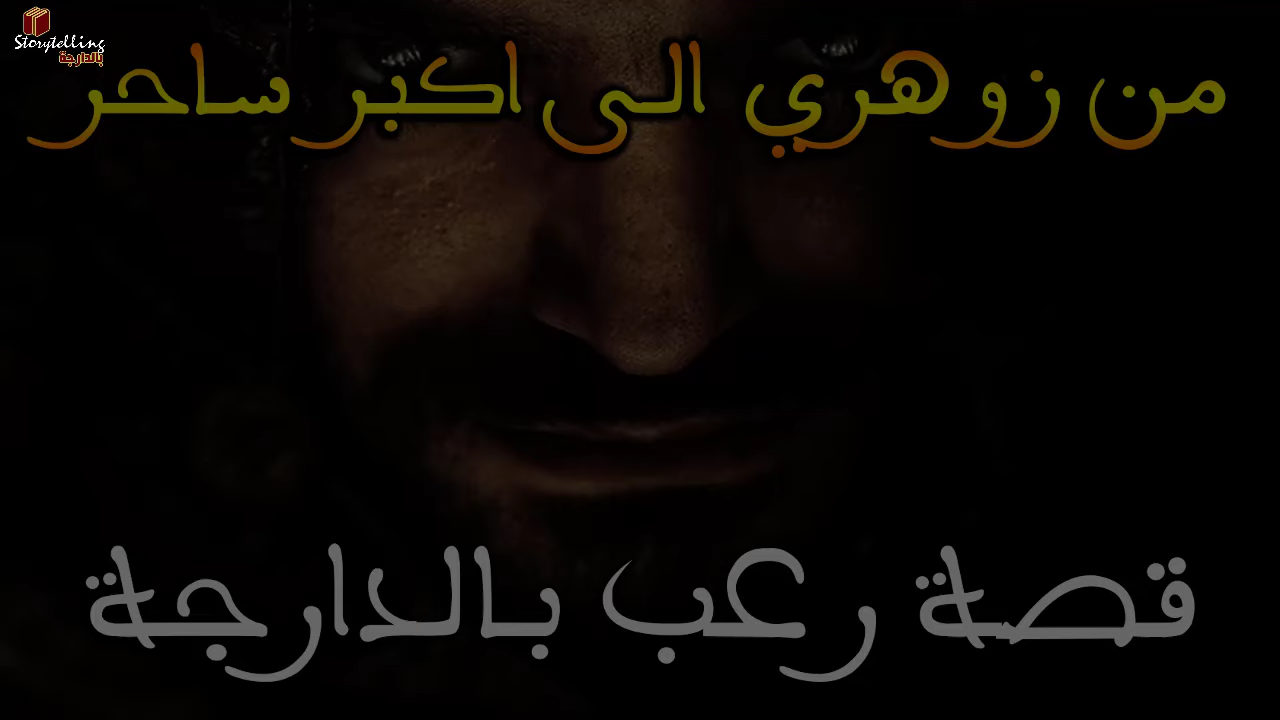 Storytelling
بالدارجة
من زوهري الى اكبر ساحر
قصة رعب بالدارجة